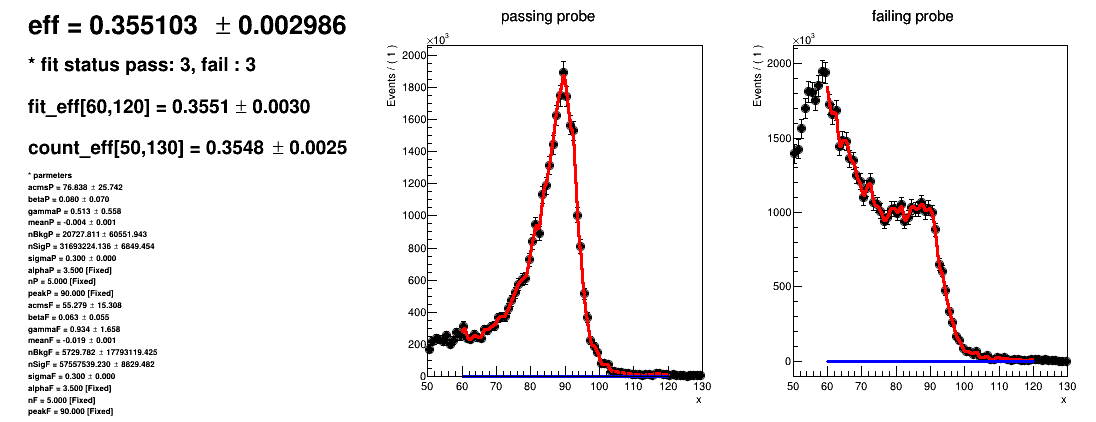 eff = 0.355103 ± 0.002986
* fit status pass: 3, fail : 3
fit_eff[60,120] = 0.3551 ± 0.0030
count_eff[50,130] = 0.3548 ± 0.0025
* parmeters
acmsP = 76.838 ± 25.742
betaP = 0.080 ± 0.070
gammaP = 0.513 ± 0.558
meanP = -0.004 ± 0.001
nBkgP = 20727.811 ± 60551.943
nSigP = 31693224.136 ± 6849.454
sigmaP = 0.300 ± 0.000
alphaP = 3.500 [Fixed]
nP = 5.000 [Fixed]
peakP = 90.000 [Fixed]
acmsF = 55.279 ± 15.308
betaF = 0.063 ± 0.055
gammaF = 0.934 ± 1.658
meanF = -0.019 ± 0.001
nBkgF = 5729.782 ± 17793119.425
nSigF = 57557539.230 ± 8829.482
sigmaF = 0.300 ± 0.000
alphaF = 3.500 [Fixed]
nF = 5.000 [Fixed]
peakF = 90.000 [Fixed]
passing probe
×10³
Events / ( 1 )
2000
1800
1600
1400
1200
1000
800
600
400
200
0
50 60 70 80 90 100 110 120 130
x
failing probe
×10³
Events / ( 1 )
2000
1500
1000
500
0
50 60 70 80 90 100 110 120 130
x